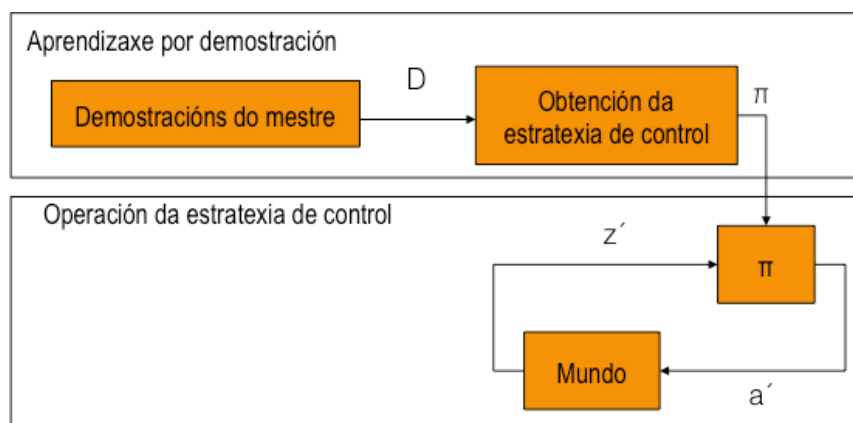 Aprendizaxe por demostración
D
π
Demostracións do mestre
Obtención da
estratexia de control
Operación da estratexia de control
z´
π
Mundo
a´